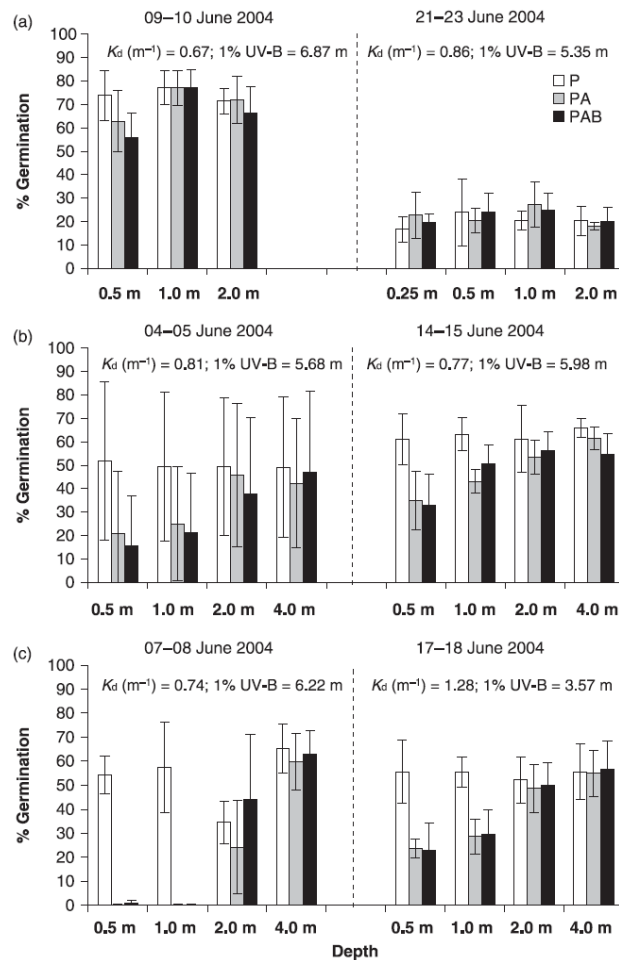 (a)
09–10 June 2004
21–23 June 2004
Kd (m⁻¹) = 0.67; 1% UV-B = 6.87 m
Kd (m⁻¹) = 0.86; 1% UV-B = 5.35 m
P
PA
PAB
% Germination
100
90
80
70
60
50
40
30
20
10
0
0.5 m 1.0 m 2.0 m
0.25 m 0.5 m 1.0 m 2.0 m
(b)
04–05 June 2004
14–15 June 2004
Kd (m⁻¹) = 0.81; 1% UV-B = 5.68 m
Kd (m⁻¹) = 0.77; 1% UV-B = 5.98 m
% Germination
100
90
80
70
60
50
40
30
20
10
0
0.5 m 1.0 m 2.0 m 4.0 m
0.5 m 1.0 m 2.0 m 4.0 m
(c)
07–08 June 2004
17–18 June 2004
Kd (m⁻¹) = 0.74; 1% UV-B = 6.22 m
Kd (m⁻¹) = 1.28; 1% UV-B = 3.57 m
% Germination
100
90
80
70
60
50
40
30
20
10
0
0.5 m 1.0 m 2.0 m 4.0 m
0.5 m 1.0 m 2.0 m 4.0 m
Depth